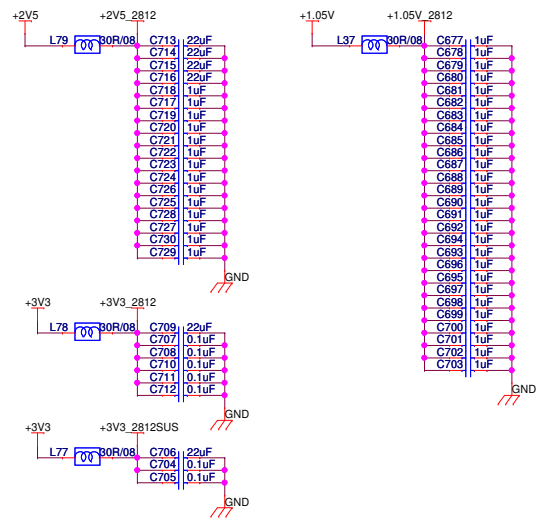 +2V5 +2V5_2812
L79 30R/08 C713 22uF
C714 22uF
C715 22uF
C716 22uF
C718 1uF
C717 1uF
C719 1uF
C720 1uF
C721 1uF
C722 1uF
C723 1uF
C724 1uF
C726 1uF
C725 1uF
C728 1uF
C727 1uF
C730 1uF
C729 1uF
GND
+3V3 +3V3_2812
L78 30R/08 C709 22uF
C707 0.1uF
C708 0.1uF
C710 0.1uF
C711 0.1uF
C712 0.1uF
GND
+3V3 +3V3_2812SUS
L77 30R/08 C706 22uF
C704 0.1uF
C705 0.1uF
GND
+1.05V +1.05V_2812
L37 30R/08 C677 1uF
C678 1uF
C679 1uF
C680 1uF
C681 1uF
C682 1uF
C683 1uF
C684 1uF
C685 1uF
C686 1uF
C687 1uF
C688 1uF
C689 1uF
C690 1uF
C691 1uF
C692 1uF
C694 1uF
C693 1uF
C696 1uF
C695 1uF
C697 1uF
C698 1uF
C699 1uF
C700 1uF
C701 1uF
C702 1uF
C703 1uF
GND